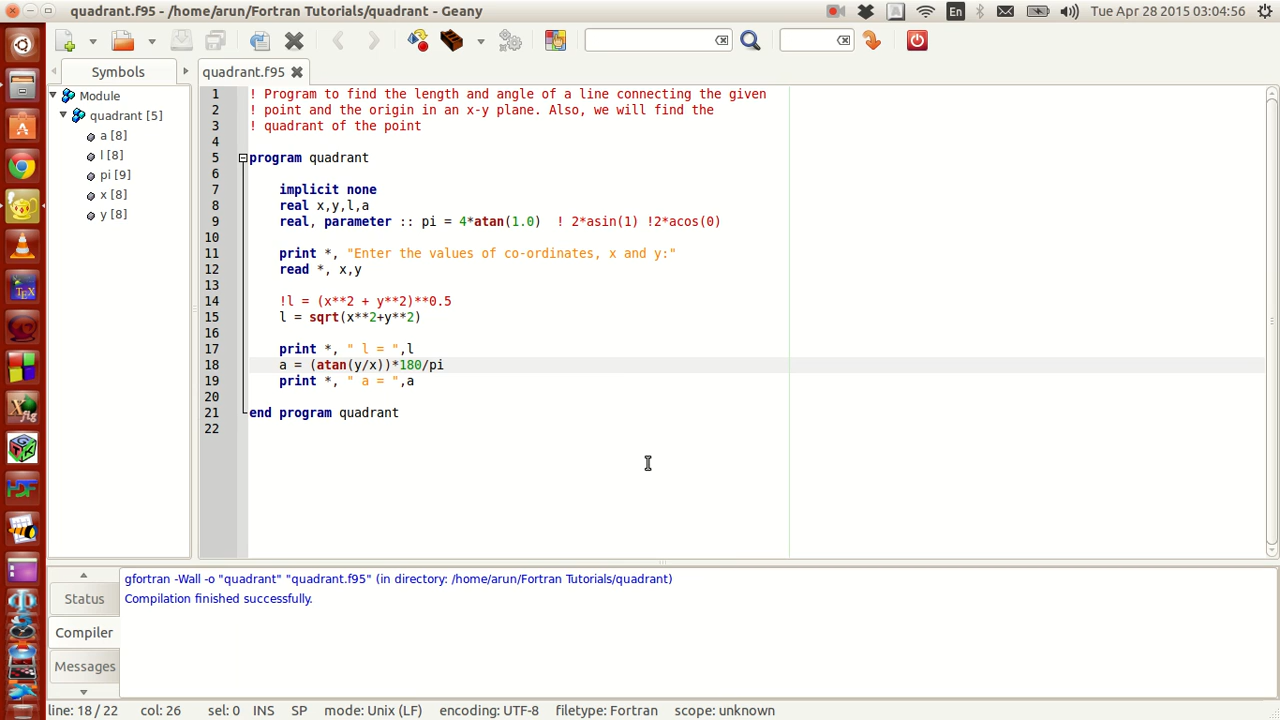 quadrant.f95 - /home/arun/Fortran Tutorials/quadrant - Geany
En
Tue Apr 28 2015 03:04:56
Symbols
quadrant.f95
Module
quadrant [5]
a [8]
l [8]
pi [9]
x [8]
y [8]
1 ! Program to find the length and angle of a line connecting the given
2 ! point and the origin in an x-y plane. Also, we will find the
3 ! quadrant of the point
4
5 program quadrant
6
7 implicit none
8 real x,y,l,a
9 real, parameter :: pi = 4*atan(1.0)  ! 2*asin(1) !2*acos(0)
10
11 print *, "Enter the values of co-ordinates, x and y:"
12 read *, x,y
13
14 !l = (x**2 + y**2)**0.5
15 l = sqrt(x**2+y**2)
16
17 print *, " l = ",l
18 a = (atan(y/x))*180/pi
19 print *, " a = ",a
20
21 end program quadrant
22
Status
Compiler
Messages
gfortran -Wall -o "quadrant" "quadrant.f95" (in directory: /home/arun/Fortran Tutorials/quadrant)
Compilation finished successfully.
line: 18 / 22 col: 26 sel: 0 INS SP mode: Unix (LF) encoding: UTF-8 filetype: Fortran scope: unknown